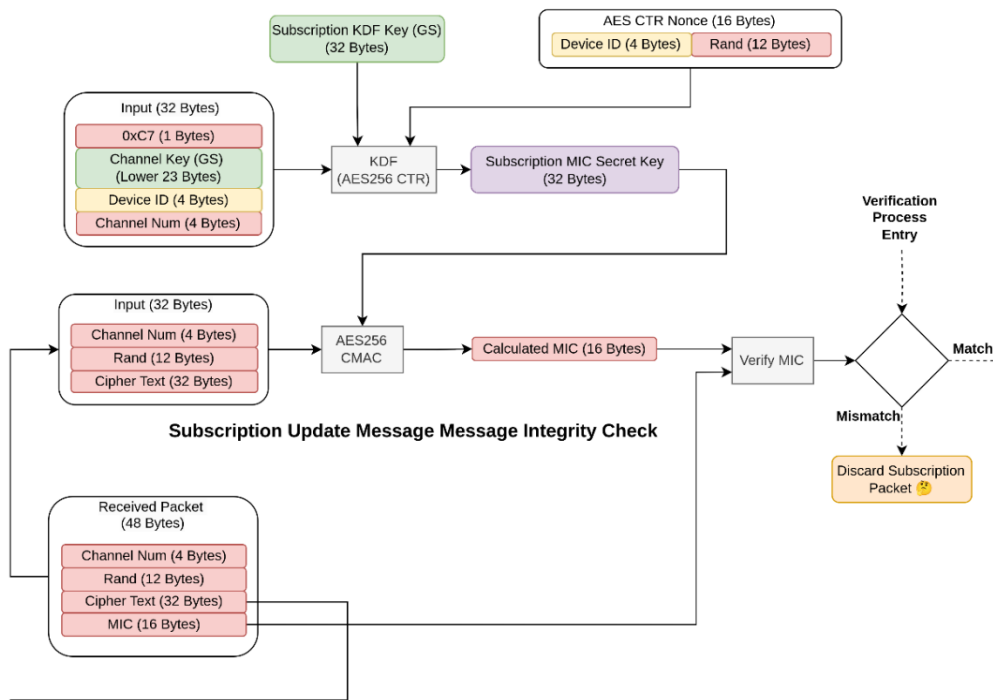 Subscription KDF Key (GS)
(32 Bytes)
AES CTR Nonce (16 Bytes)
Device ID (4 Bytes)
Rand (12 Bytes)
Input (32 Bytes)
0xC7 (1 Bytes)
Channel Key (GS)
(Lower 23 Bytes)
Device ID (4 Bytes)
Channel Num (4 Bytes)
KDF
(AES256 CTR)
Subscription MIC Secret Key
(32 Bytes)
Verification
Process
Entry
Input (32 Bytes)
Channel Num (4 Bytes)
Rand (12 Bytes)
Cipher Text (32 Bytes)
AES256
CMAC
Calculated MIC (16 Bytes)
Verify MIC
Match
Mismatch
Subscription Update Message Message Integrity Check
Discard Subscription
Packet 🤔
Received Packet
(48 Bytes)
Channel Num (4 Bytes)
Rand (12 Bytes)
Cipher Text (32 Bytes)
MIC (16 Bytes)